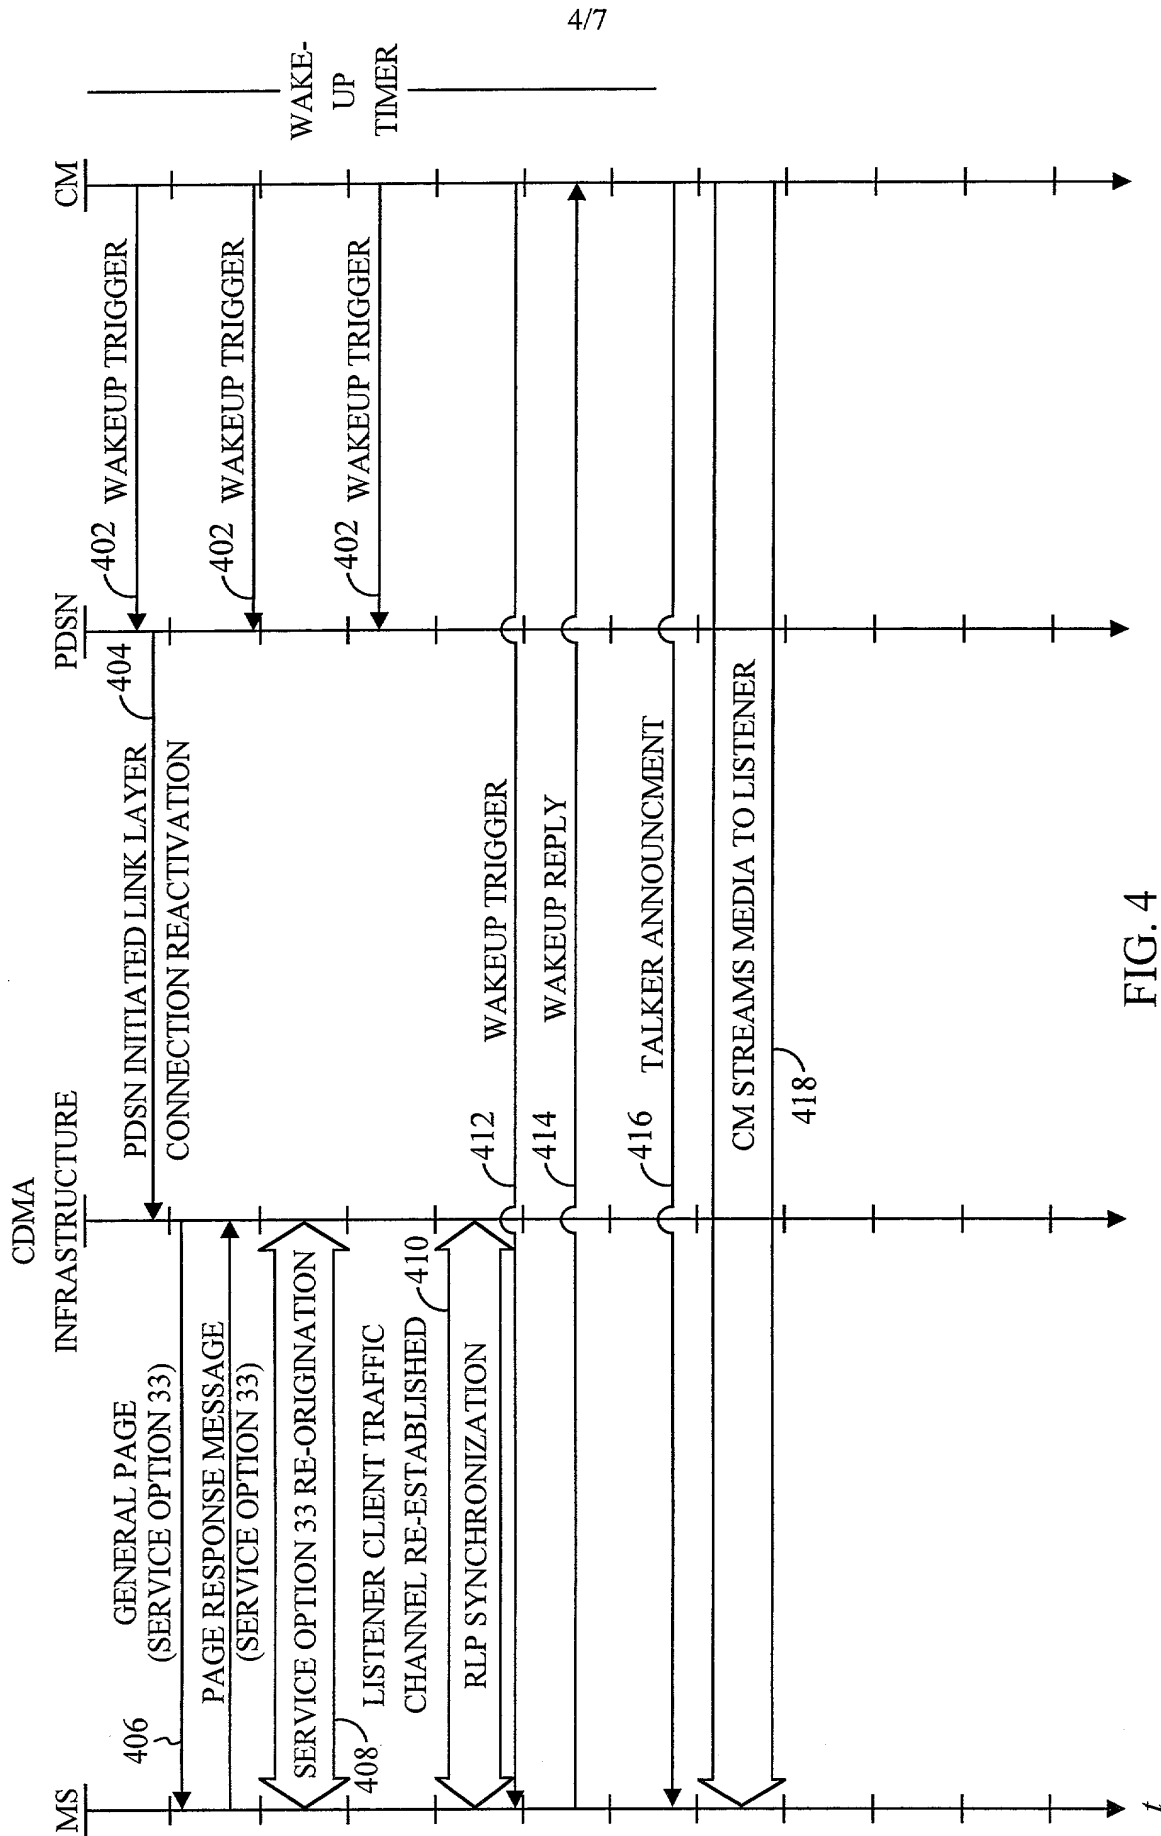 4/7
CDMA
INFRASTRUCTURE
MS
PDSN
CM
402
WAKEUP TRIGGER
404
PDSN INITIATED LINK LAYER
CONNECTION REACTIVATION
406
GENERAL PAGE
(SERVICE OPTION 33)
PAGE RESPONSE MESSAGE
(SERVICE OPTION 33)
402
WAKEUP TRIGGER
SERVICE OPTION 33 RE-ORIGINATION
408
402
WAKEUP TRIGGER
LISTENER CLIENT TRAFFIC
CHANNEL RE-ESTABLISHED
410
RLP SYNCHRONIZATION
412
WAKEUP TRIGGER
414
WAKEUP REPLY
416
TALKER ANNOUNCMENT
CM STREAMS MEDIA TO LISTENER
418
WAKE-
UP
TIMER
t
FIG. 4